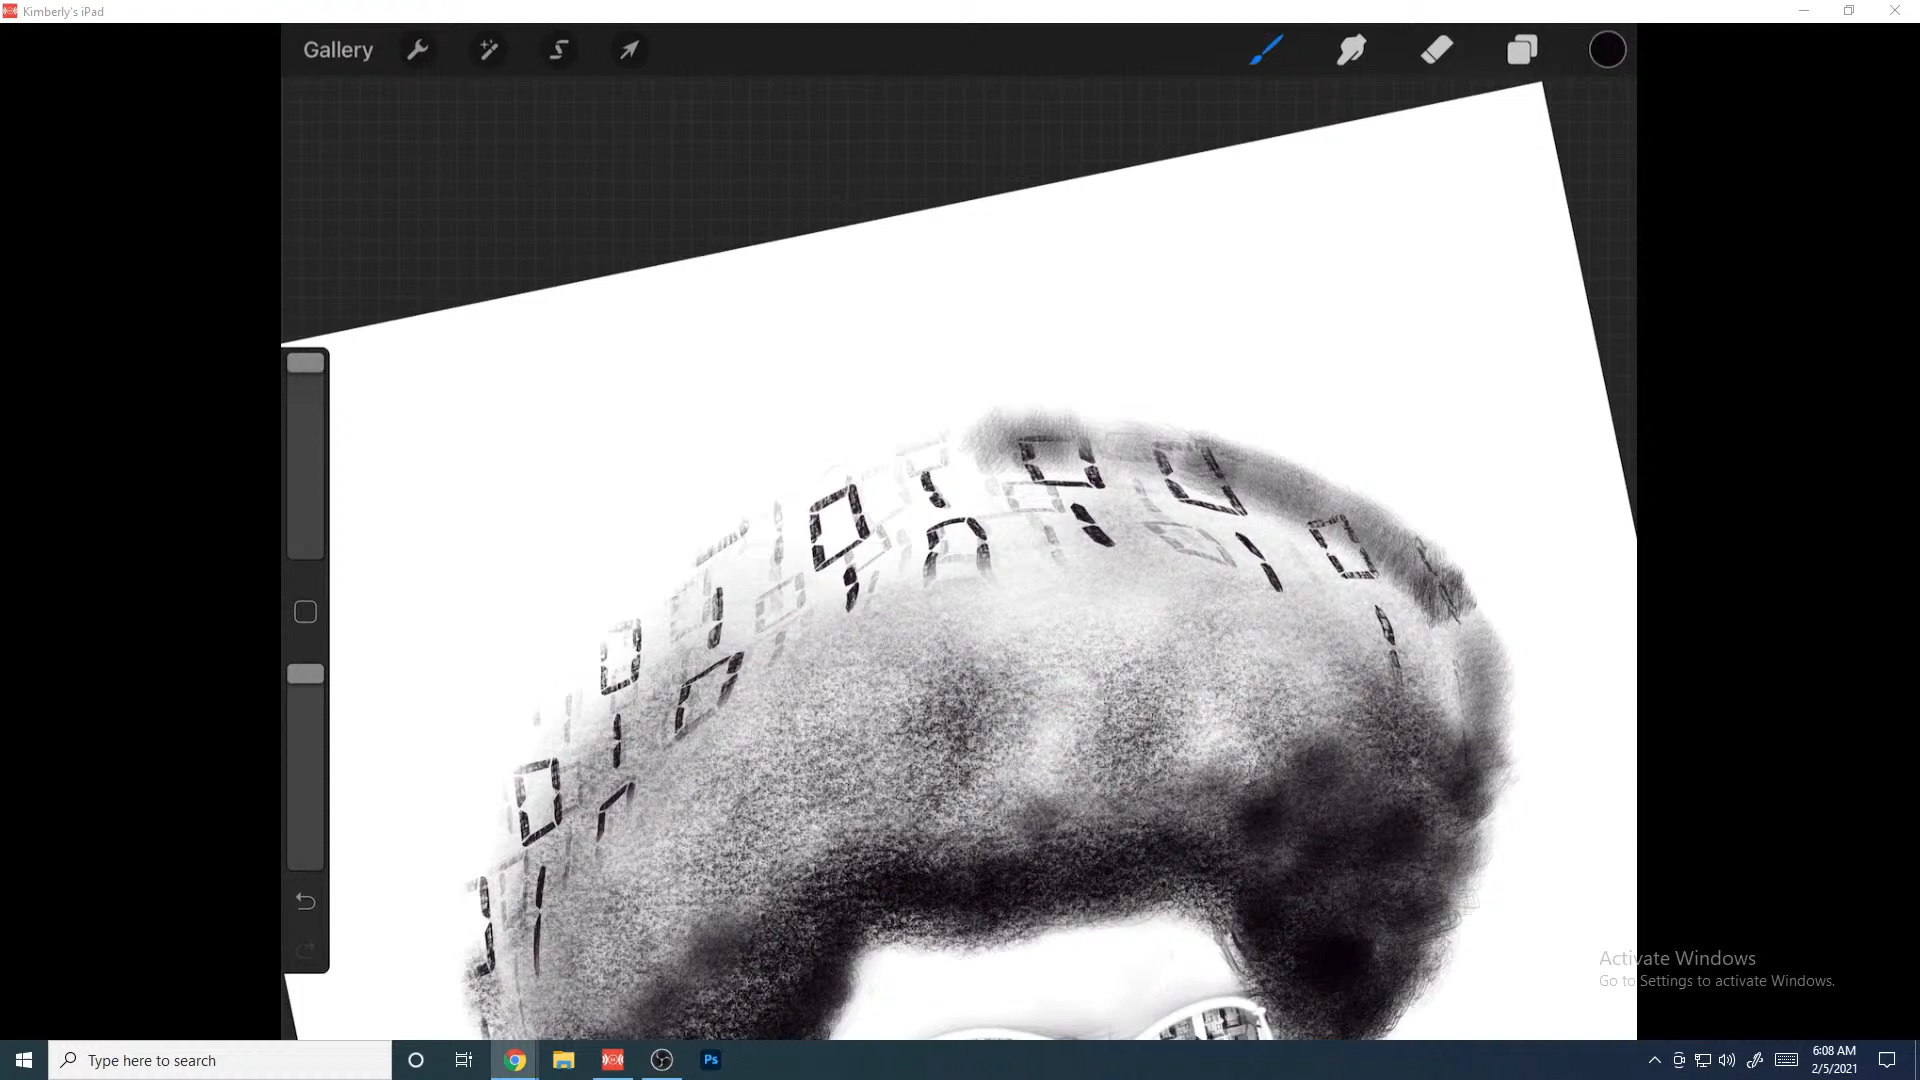 Kimberly's iPad
Gallery
Activate Windows
Go to Settings to activate Windows.
Type here to search
Ps
6:08 AM
2/5/2021